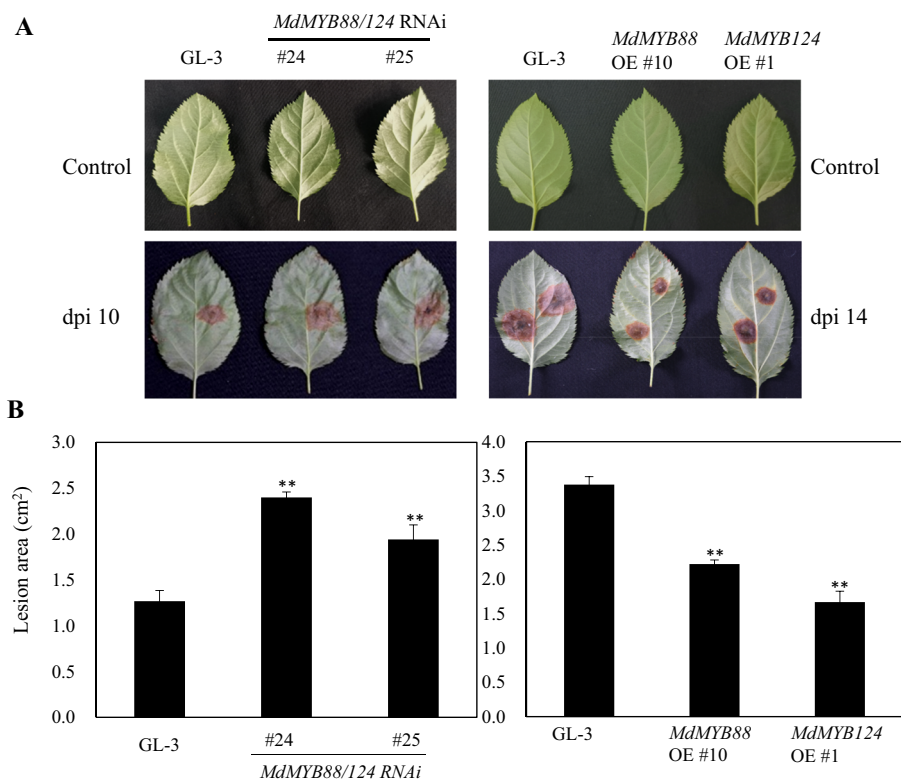 A
MdMYB88/124 RNAi
GL-3 #24 #25
GL-3 MdMYB88 OE #10 MdMYB124 OE #1
Control
Control
dpi 10
dpi 14
B
Lesion area (cm²)
3.0
2.5
2.0
1.5
1.0
0.5
0.0
** **
GL-3 #24 #25
MdMYB88/124 RNAi
4.0
3.5
3.0
2.5
2.0
1.5
1.0
0.5
0.0
** **
GL-3 MdMYB88 OE #10 MdMYB124 OE #1